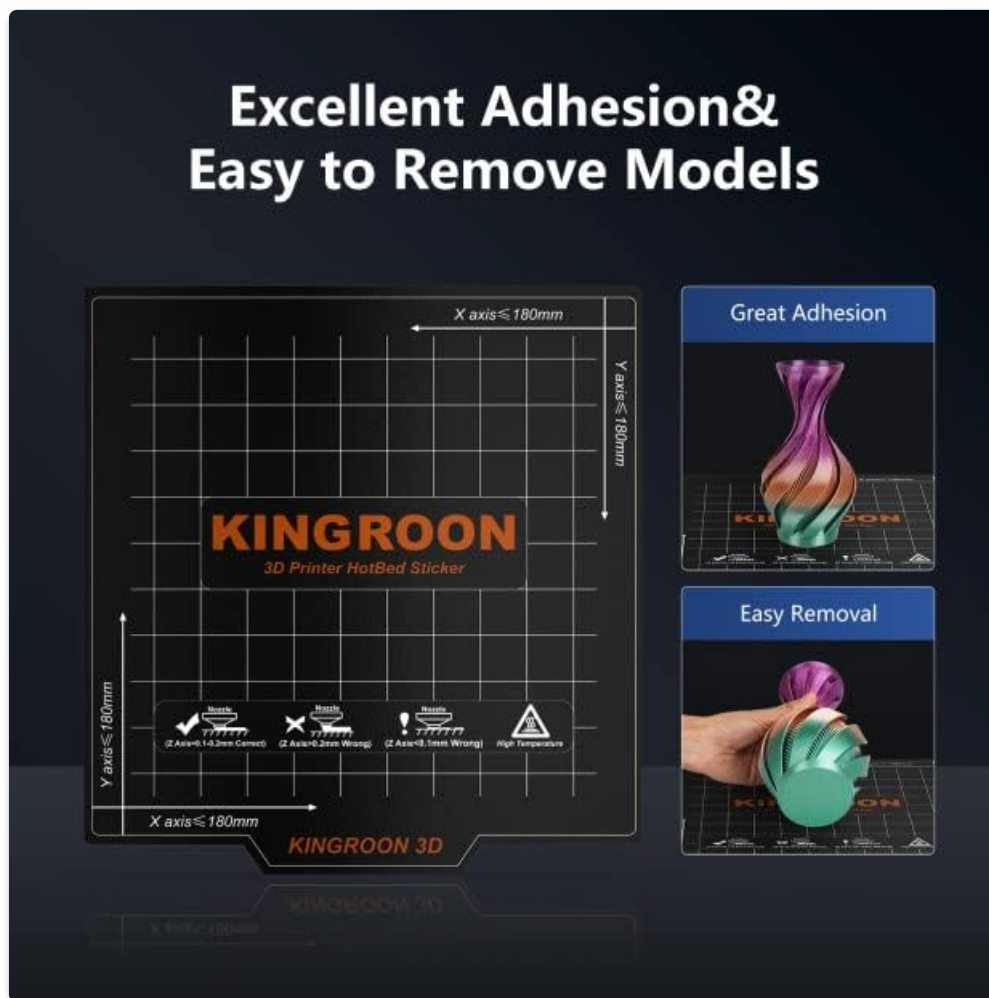 Excellent Adhesion&
Easy to Remove Models
X axis≤180mm
Y axis≤180mm
KINGROON
3D Printer HotBed Sticker
Nozzle
(Z Axis=0.1-0.2mm Correct)
Nozzle
(Z Axis>0.2mm Wrong)
Nozzle
(Z Axis<0.1mm Wrong)
High Temperature
Y axis≤180mm
X axis≤180mm
KINGROON 3D
Great Adhesion
KINGROON
Easy Removal
KINGROON